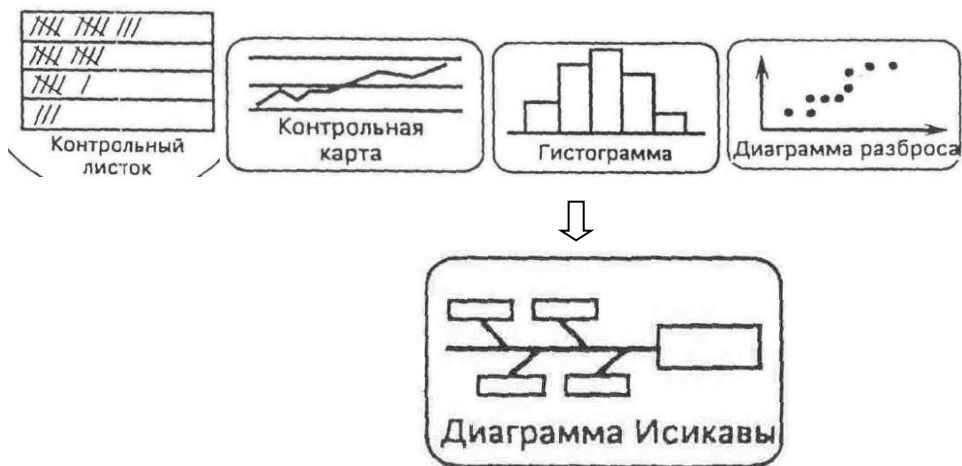 Контрольный
листок
Контрольная
карта
Гистограмма
Диаграмма разброса
Диаграмма Исикавы